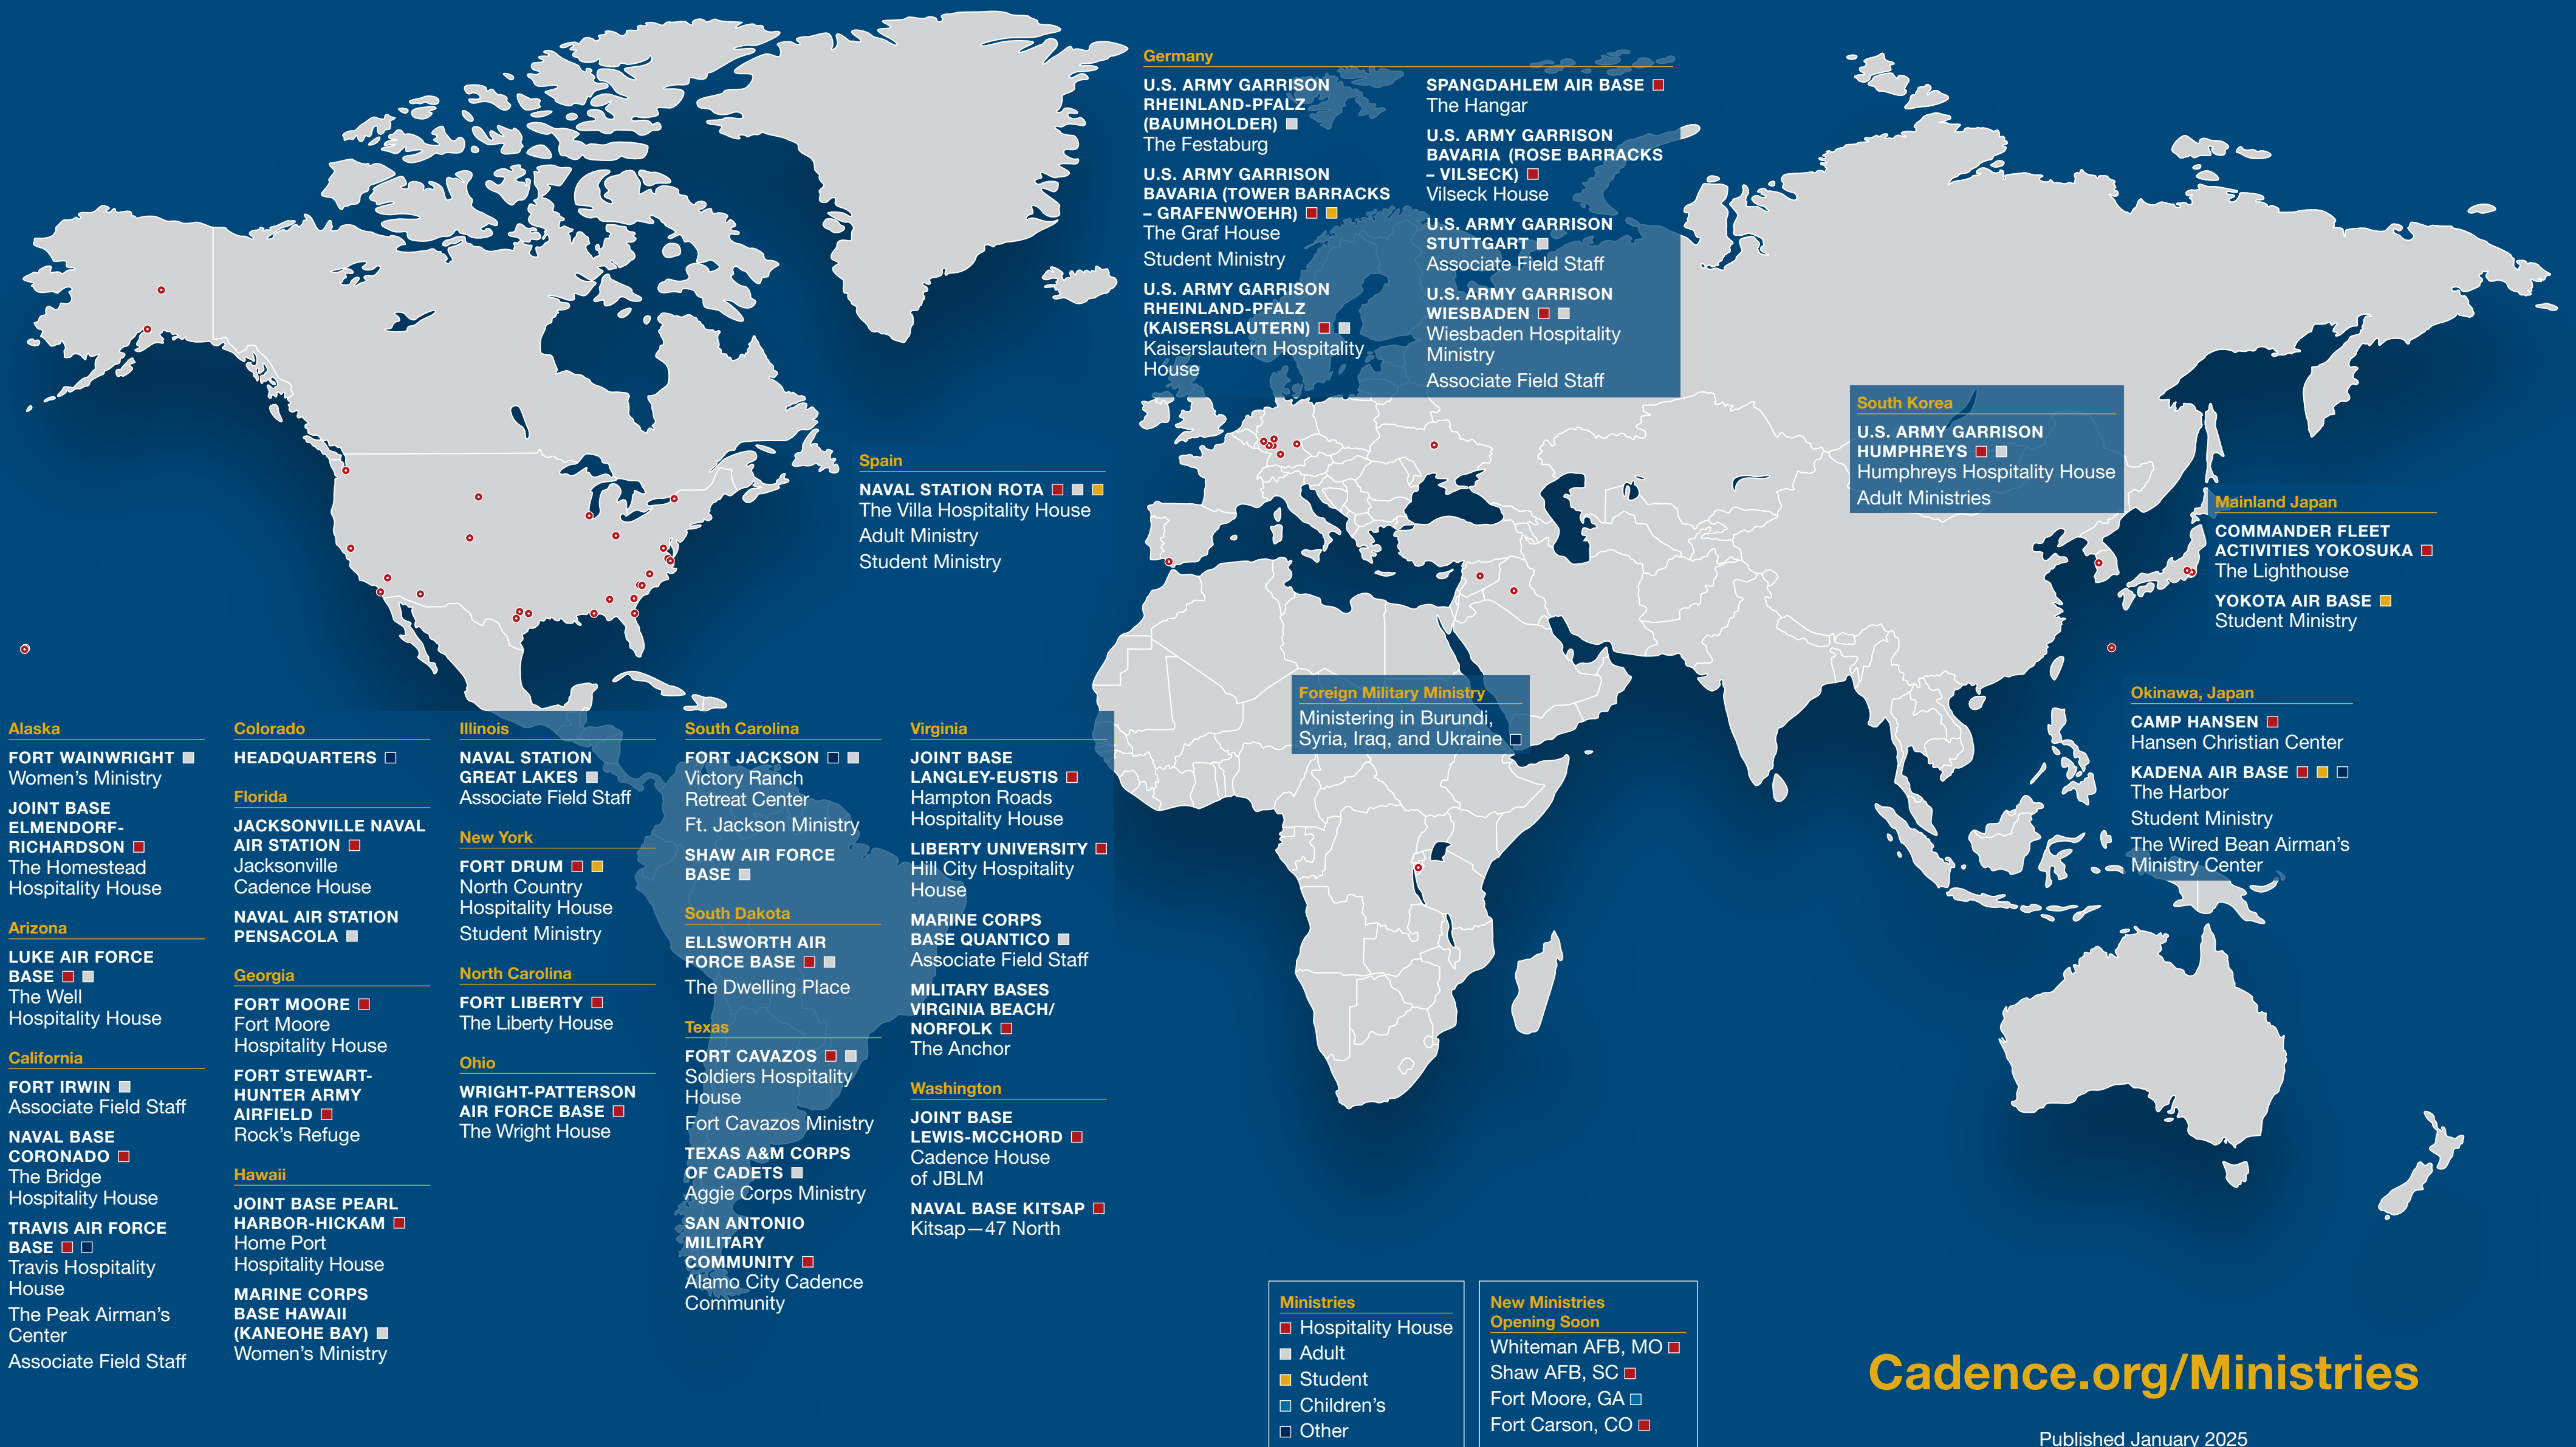 Germany
U.S. ARMY GARRISON
RHEINLAND-PFALZ
(BAUMHOLDER)
The Festaburg
U.S. ARMY GARRISON
BAVARIA (TOWER BARRACKS
– GRAFENWOEHR)
The Graf House
Student Ministry
U.S. ARMY GARRISON
RHEINLAND-PFALZ
(KAISERSLAUTERN)
Kaiserslautern Hospitality
House
SPANGDAHLEM AIR BASE
The Hangar
U.S. ARMY GARRISON
BAVARIA (ROSE BARRACKS
– VILSECK)
Vilseck House
U.S. ARMY GARRISON
STUTTGART
Associate Field Staff
U.S. ARMY GARRISON
WIESBADEN
Wiesbaden Hospitality
Ministry
Associate Field Staff
Spain
NAVAL STATION ROTA
The Villa Hospitality House
Adult Ministry
Student Ministry
South Korea
U.S. ARMY GARRISON
HUMPHREYS
Humphreys Hospitality House
Adult Ministries
Mainland Japan
COMMANDER FLEET
ACTIVITIES YOKOSUKA
The Lighthouse
YOKOTA AIR BASE
Student Ministry
Foreign Military Ministry
Ministering in Burundi,
Syria, Iraq, and Ukraine
Okinawa, Japan
CAMP HANSEN
Hansen Christian Center
KADENA AIR BASE
The Harbor
Student Ministry
The Wired Bean Airman's
Ministry Center
Alaska
FORT WAINWRIGHT
Women's Ministry
JOINT BASE
ELMENDORF-
RICHARDSON
The Homestead
Hospitality House
Arizona
LUKE AIR FORCE
BASE
The Well
Hospitality House
California
FORT IRWIN
Associate Field Staff
NAVAL BASE
CORONADO
The Bridge
Hospitality House
TRAVIS AIR FORCE
BASE
Travis Hospitality
House
The Peak Airman's
Center
Associate Field Staff
Colorado
HEADQUARTERS
Florida
JACKSONVILLE NAVAL
AIR STATION
Jacksonville
Cadence House
NAVAL AIR STATION
PENSACOLA
Georgia
FORT MOORE
Fort Moore
Hospitality House
FORT STEWART-
HUNTER ARMY
AIRFIELD
Rock's Refuge
Hawaii
JOINT BASE PEARL
HARBOR-HICKAM
Home Port
Hospitality House
MARINE CORPS
BASE HAWAII
(KANEOHE BAY)
Women's Ministry
Illinois
NAVAL STATION
GREAT LAKES
Associate Field Staff
New York
FORT DRUM
North Country
Hospitality House
Student Ministry
North Carolina
FORT LIBERTY
The Liberty House
Ohio
WRIGHT-PATTERSON
AIR FORCE BASE
The Wright House
South Carolina
FORT JACKSON
Victory Ranch
Retreat Center
Ft. Jackson Ministry
SHAW AIR FORCE
BASE
South Dakota
ELLSWORTH AIR
FORCE BASE
The Dwelling Place
Texas
FORT CAVAZOS
Soldiers Hospitality
House
Fort Cavazos Ministry
TEXAS A&M CORPS
OF CADETS
Aggie Corps Ministry
SAN ANTONIO
MILITARY
COMMUNITY
Alamo City Cadence
Community
Virginia
JOINT BASE
LANGLEY-EUSTIS
Hampton Roads
Hospitality House
LIBERTY UNIVERSITY
Hill City Hospitality
House
MARINE CORPS
BASE QUANTICO
Associate Field Staff
MILITARY BASES
VIRGINIA BEACH/
NORFOLK
The Anchor
Washington
JOINT BASE
LEWIS-MCCHORD
Cadence House
of JBLM
NAVAL BASE KITSAP
Kitsap—47 North
Ministries
Hospitality House
Adult
Student
Children's
Other
New Ministries
Opening Soon
Whiteman AFB, MO
Shaw AFB, SC
Fort Moore, GA
Fort Carson, CO
Cadence.org/Ministries
Published January 2025